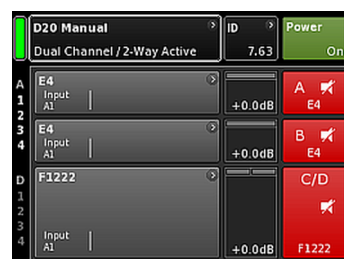 D20 Manual
Dual Channel / 2-Way Active
ID
7.63
Power
On
A
1
2
3
4
E4
Input
A1
+0.0dB
A
E4
E4
Input
A1
+0.0dB
B
E4
D
1
2
3
4
F1222
Input
A1
+0.0dB
C/D
F1222